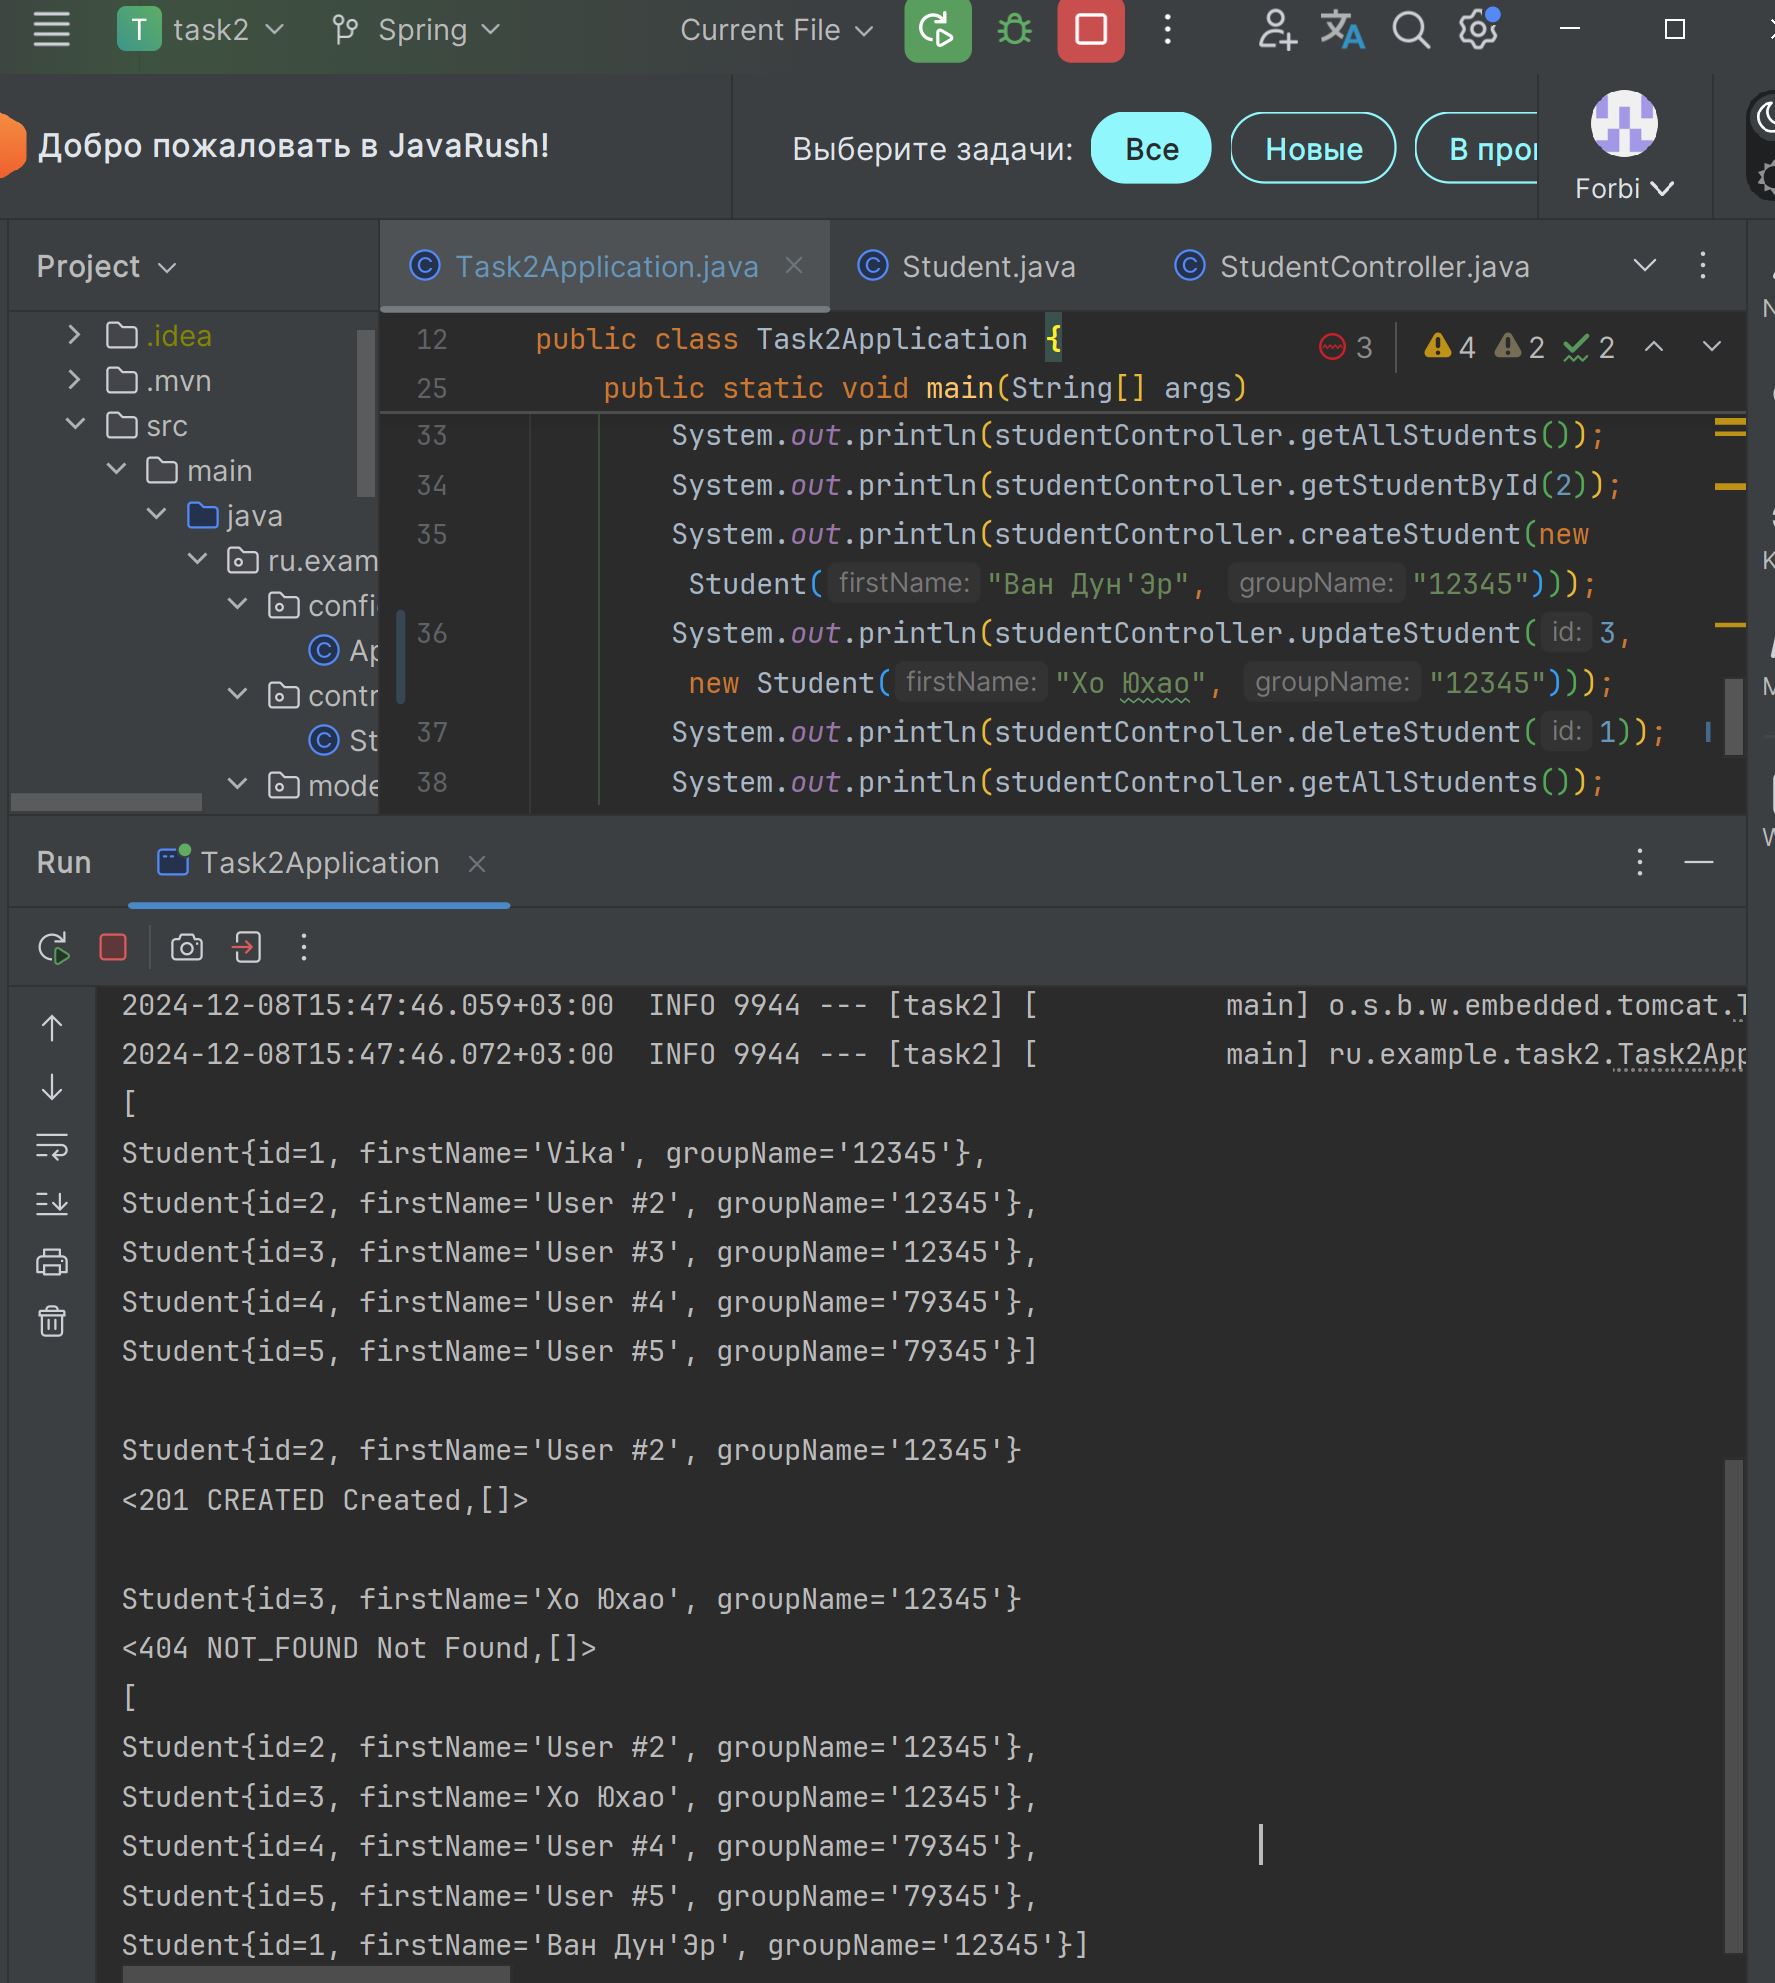 T task2 Spring Current File
Добро пожаловать в JavaRush!
Выберите задачи: Все Новые
Forbi
Project
Task2Application.java Student.java StudentController.java
.idea
.mvn
src
main
java
ru.exam
12 public class Task2Application {
3 4 2 2
25 public static void main(String[] args)
33 System.out.println(studentController.getAllStudents());
34 System.out.println(studentController.getStudentById(2));
35 System.out.println(studentController.createStudent(new
Student( firstName: "Ван Дун'Эр", groupName: "12345")));
36 System.out.println(studentController.updateStudent( id: 3,
new Student( firstName: "Хо Юхао", groupName: "12345")));
37 System.out.println(studentController.deleteStudent( id: 1));
38 System.out.println(studentController.getAllStudents());
Run Task2Application
2024-12-08T15:47:46.059+03:00  INFO 9944 --- [task2] [           main] o.s.b.w.embedded.tomcat.
2024-12-08T15:47:46.072+03:00  INFO 9944 --- [task2] [           main] ru.example.task2.Task2App
[
Student{id=1, firstName='Vika', groupName='12345'},
Student{id=2, firstName='User #2', groupName='12345'},
Student{id=3, firstName='User #3', groupName='12345'},
Student{id=4, firstName='User #4', groupName='79345'},
Student{id=5, firstName='User #5', groupName='79345'}]
Student{id=2, firstName='User #2', groupName='12345'}
<201 CREATED Created,[]>
Student{id=3, firstName='Хо Юхао', groupName='12345'}
<404 NOT_FOUND Not Found,[]>
[
Student{id=2, firstName='User #2', groupName='12345'},
Student{id=3, firstName='Хо Юхао', groupName='12345'},
Student{id=4, firstName='User #4', groupName='79345'},
Student{id=5, firstName='User #5', groupName='79345'},
Student{id=1, firstName='Ван Дун'Эр', groupName='12345'}]